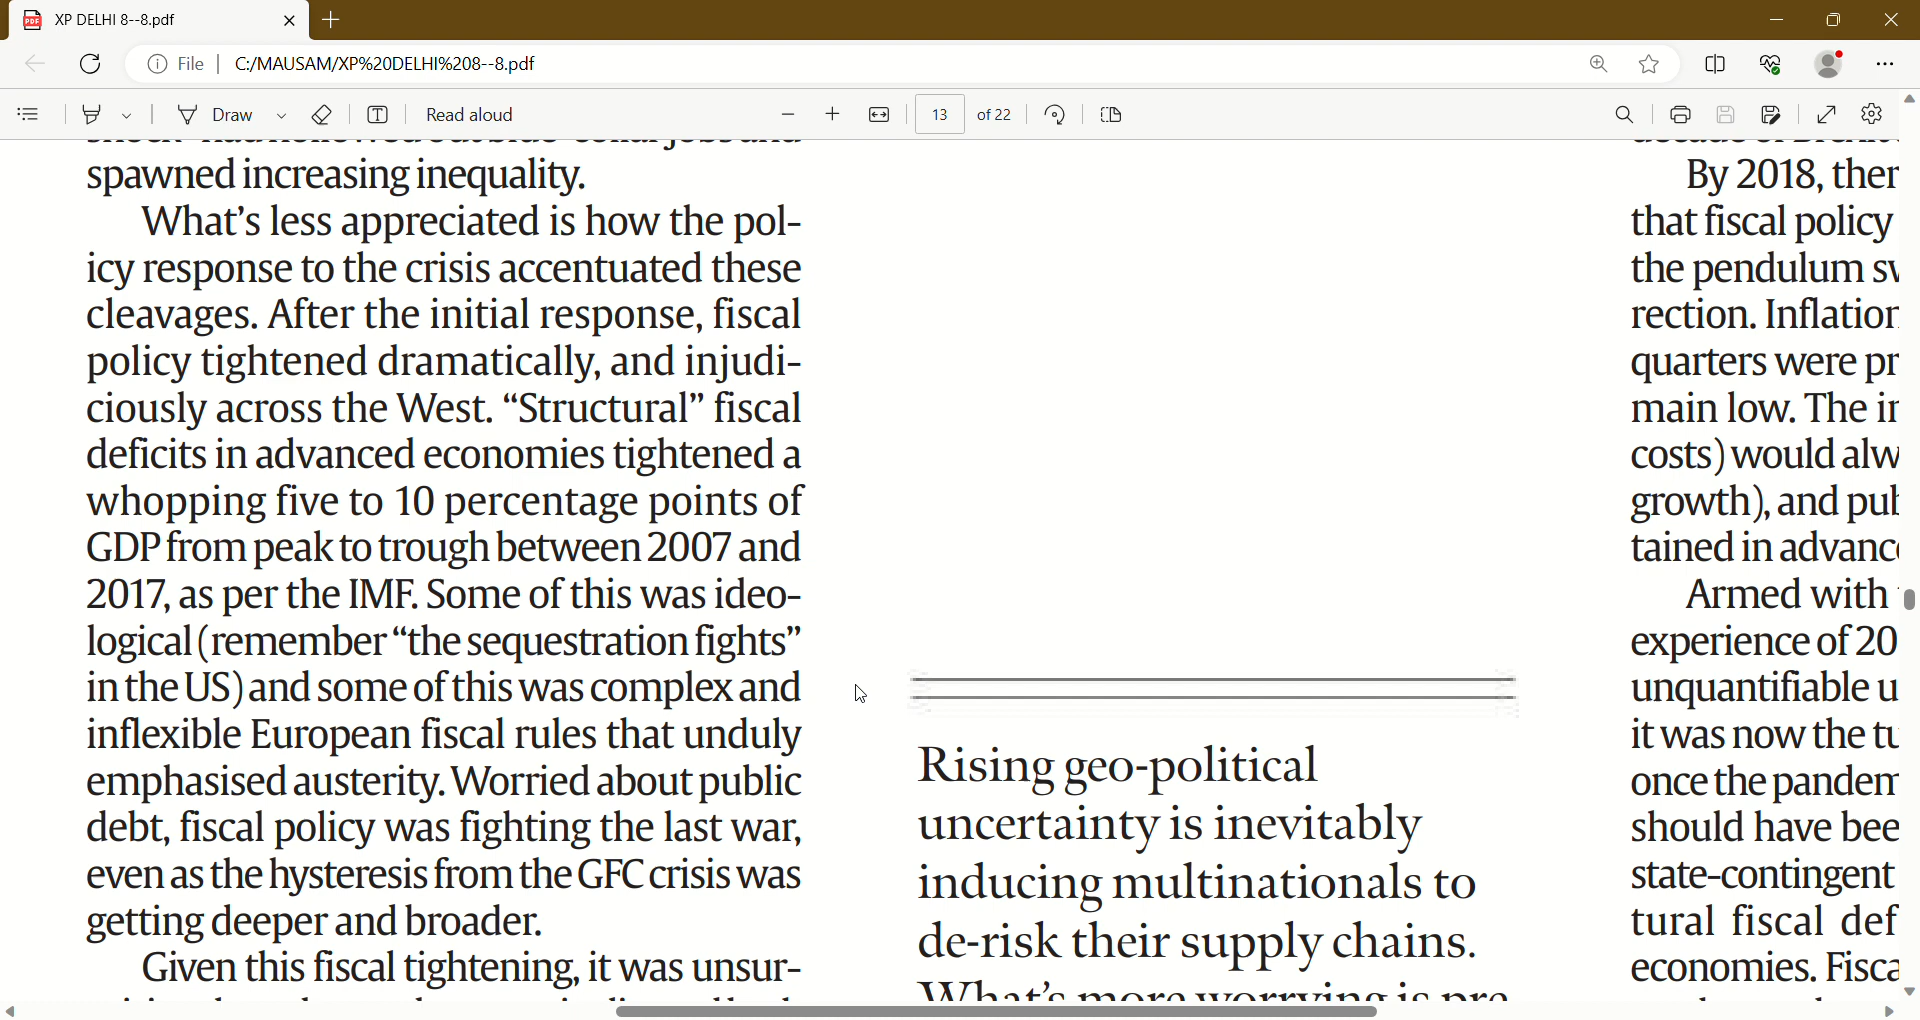 XP DELHI 8--8.pdf
File
C:/MAUSAM/XP%20DELHI%208--8.pdf
Draw
Read aloud
13
of 22
spawned increasing inequality.
What's less appreciated is how the pol-
icy response to the crisis accentuated these
cleavages. After the initial response, fiscal
policy tightened dramatically, and injudi-
ciously across the West. “Structural” fiscal
deficits in advanced economies tightened a
whopping five to 10 percentage points of
GDP from peak to trough between 2007 and
2017, as per the IMF. Some of this was ideo-
logical (remember “the sequestration fights”
in the US) and some of this was complex and
inflexible European fiscal rules that unduly
emphasised austerity. Worried about public
debt, fiscal policy was fighting the last war,
even as the hysteresis from the GFC crisis was
getting deeper and broader.
Given this fiscal tightening, it was unsur-
Rising geo-political
uncertainty is inevitably
inducing multinationals to
de-risk their supply chains.
What's more worrying is pre
By 2018, ther
that fiscal policy
the pendulum
rection. Inflation
quarters were pr
main low. The
costs) would alw
growth), and pub
tained in advanc
Armed with
experience of 20
unquantifiable u
it was now the tu
once the pandem
should have bee
state-contingent
tural fiscal def
economies. Fisca